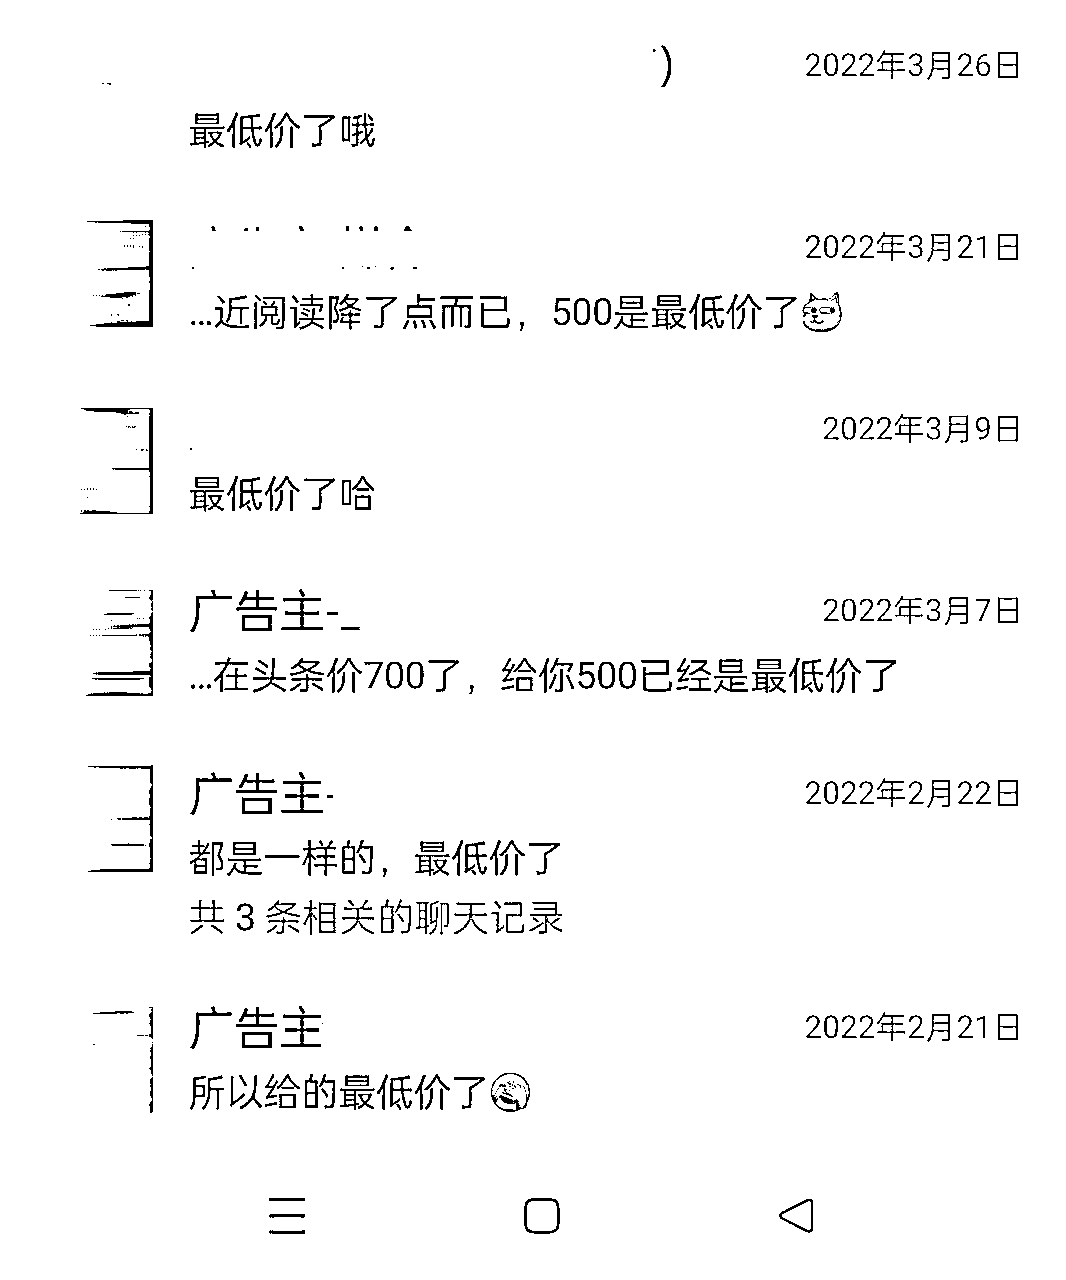 ) 2022年3月26日
最低价了哦
2022年3月21日
...近阅读降了点而已，500是最低价了
2022年3月9日
最低价了哈
广告主-_ 2022年3月7日
...在头条价700了，给你500已经是最低价了
广告主- 2022年2月22日
都是一样的，最低价了
共 3 条相关的聊天记录
广告主 2022年2月21日
所以给的最低价了